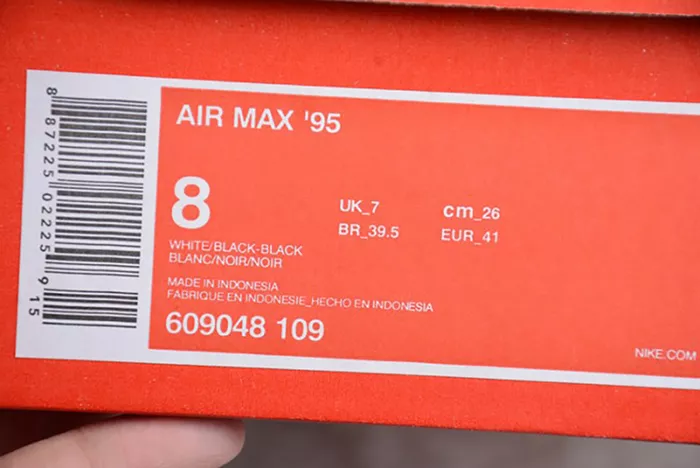 AIR MAX '95
8
UK_7 cm_26
BR_39.5 EUR_41
WHITE/BLACK-BLACK
BLANC/NOIR/NOIR
MADE IN INDONESIA
FABRIQUE EN INDONESIE_HECHO EN INDONESIA
609048 109
NIKE.COM
8 87225 02225 9 15